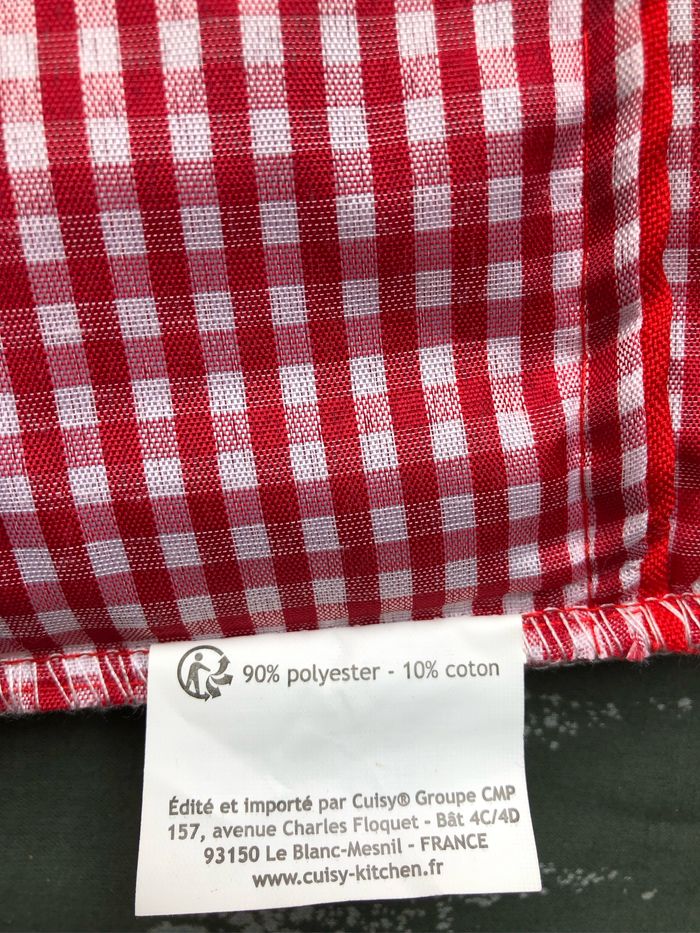 90% polyester - 10% coton
Édité et importé par Cuisy® Groupe CMP
157, avenue Charles Floquet - Bât 4C/4D
93150 Le Blanc-Mesnil - FRANCE
www.cuisy-kitchen.fr